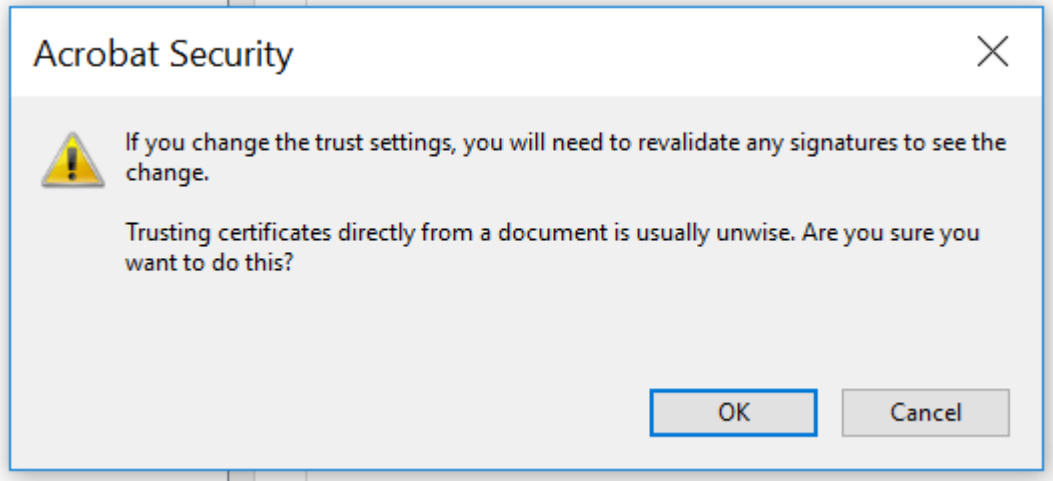 Acrobat Security
If you change the trust settings, you will need to revalidate any signatures to see the
change.
Trusting certificates directly from a document is usually unwise. Are you sure you
want to do this?
OK
Cancel